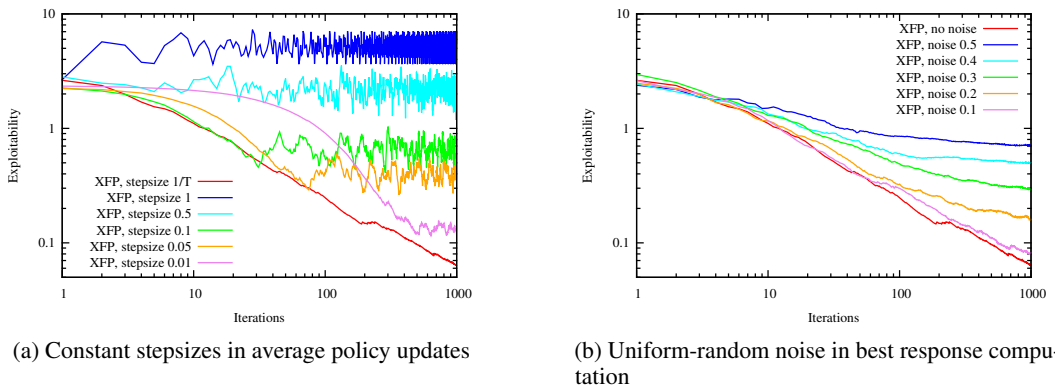 10
1
0.1
Exploitability
XFP, stepsize 1/T
XFP, stepsize 1
XFP, stepsize 0.5
XFP, stepsize 0.1
XFP, stepsize 0.05
XFP, stepsize 0.01
1 10 100 1000
Iterations
(a) Constant stepsizes in average policy updates
10
1
0.1
Exploitability
XFP, no noise
XFP, noise 0.5
XFP, noise 0.4
XFP, noise 0.3
XFP, noise 0.2
XFP, noise 0.1
1 10 100 1000
Iterations
(b) Uniform-random noise in best response compu-
tation